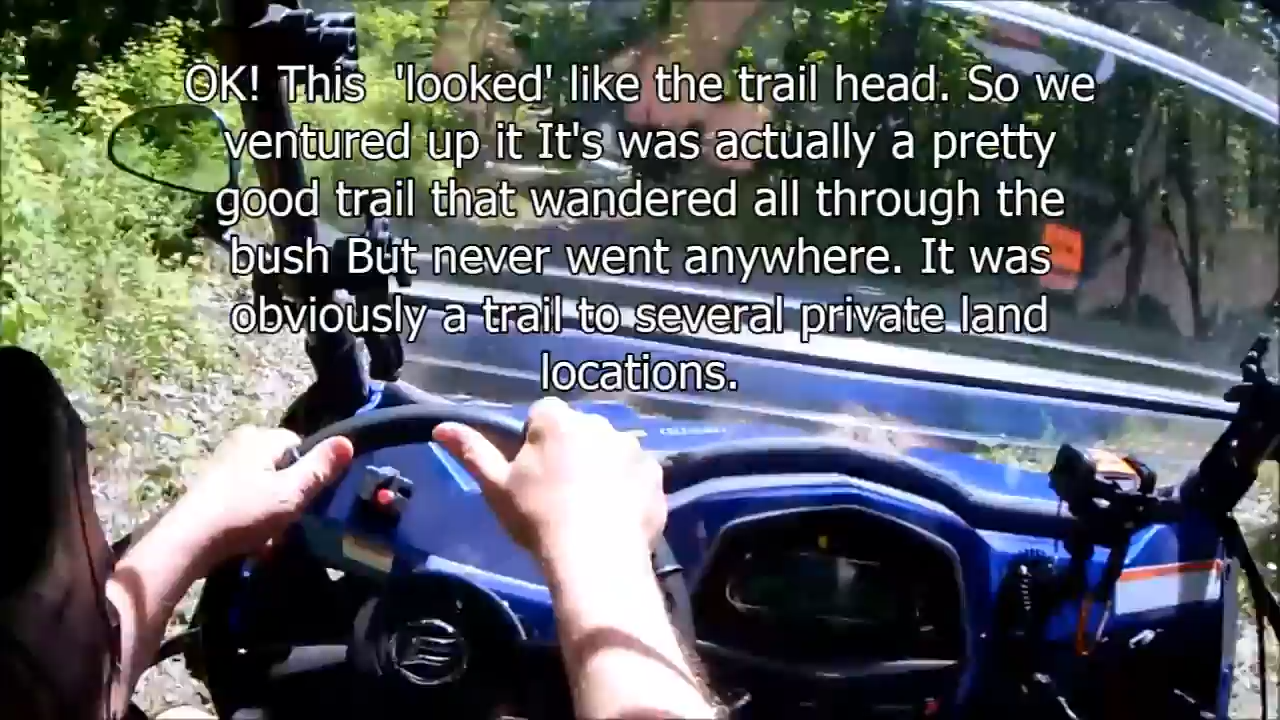 OK! This 'looked' like the trail head. So we
ventured up it It's was actually a pretty
good trail that wandered all through the
bush But never went anywhere. It was
obviously a trail to several private land
locations.